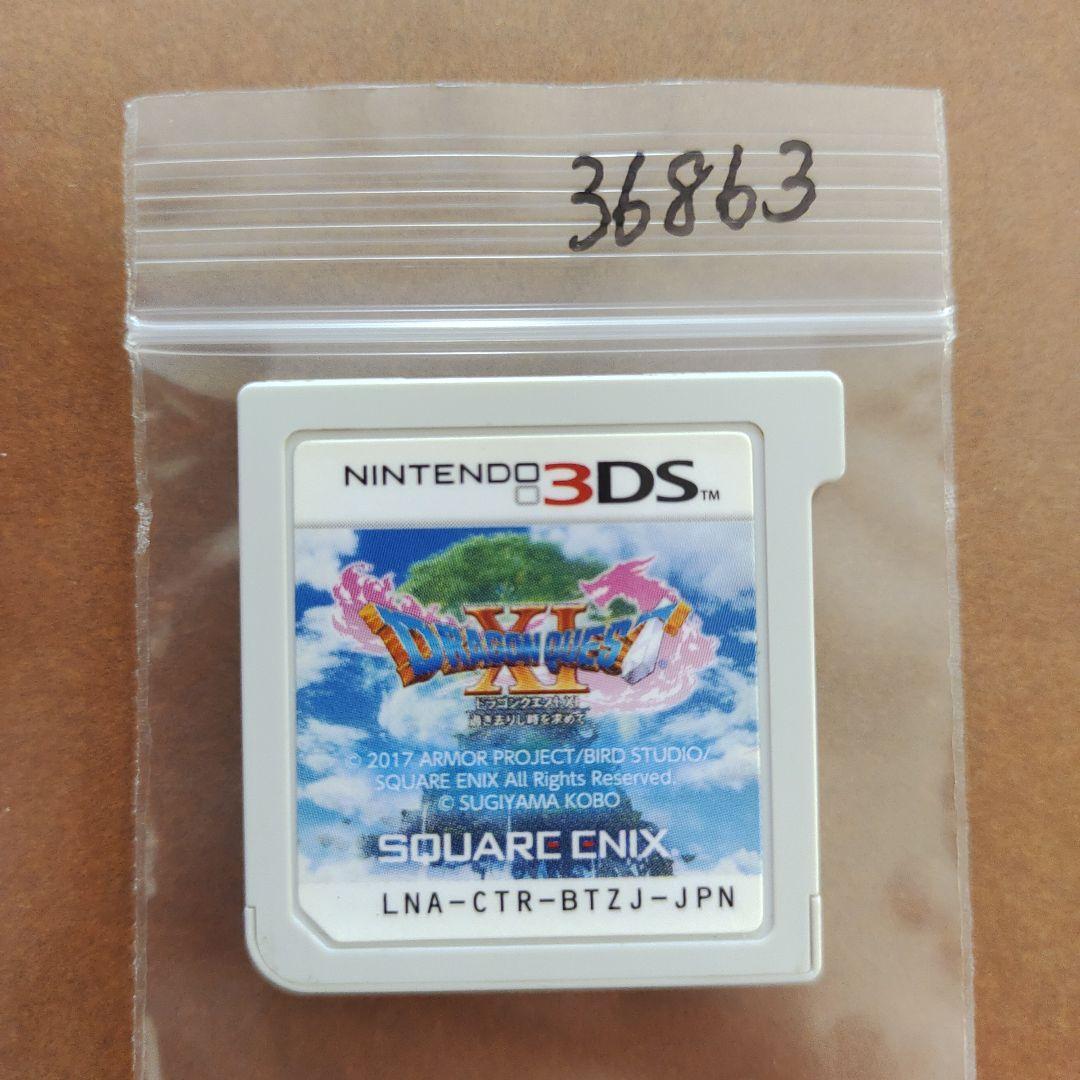 36863
NINTENDO 3DS™
DRAGON QUEST
XI
ドラゴンクエストXI
過ぎ去りし時を求めて
© 2017 ARMOR PROJECT/BIRD STUDIO/
SQUARE ENIX All Rights Reserved.
© SUGIYAMA KOBO
SQUARE ENIX.
LNA-CTR-BTZJ-JPN